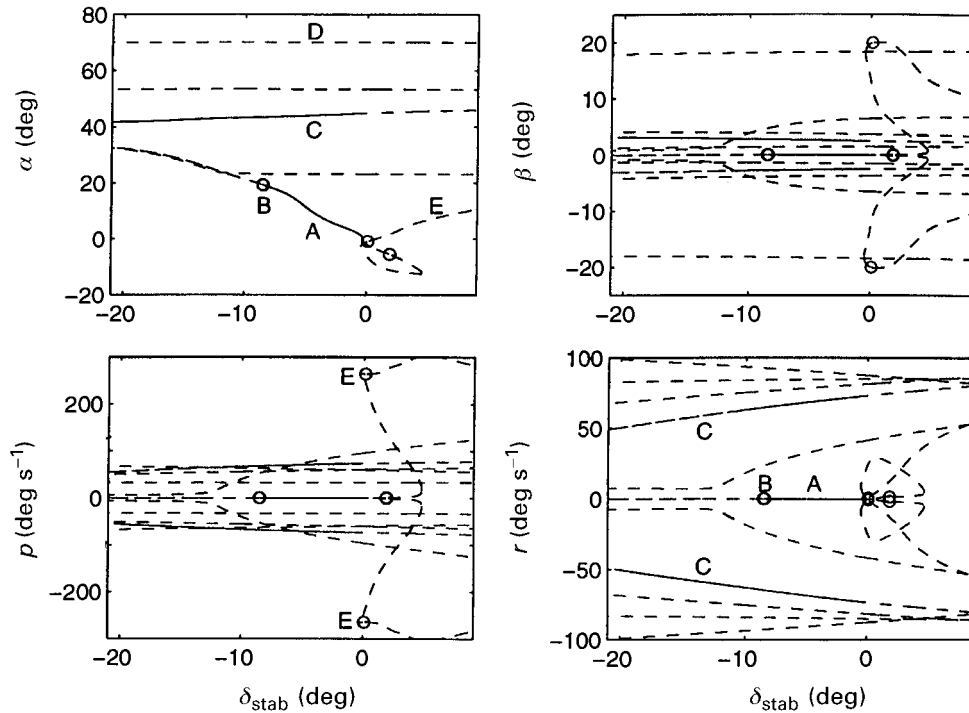 80
60
40
20
0
−20
α (deg)
D
C
B
A
E
−20
−10
0
20
10
0
−10
−20
β (deg)
−20
−10
0
200
0
−200
p (deg s⁻¹)
E
E
−20
−10
0
δstab (deg)
100
50
0
−50
−100
r (deg s⁻¹)
C
B
A
C
−20
−10
0
δstab (deg)